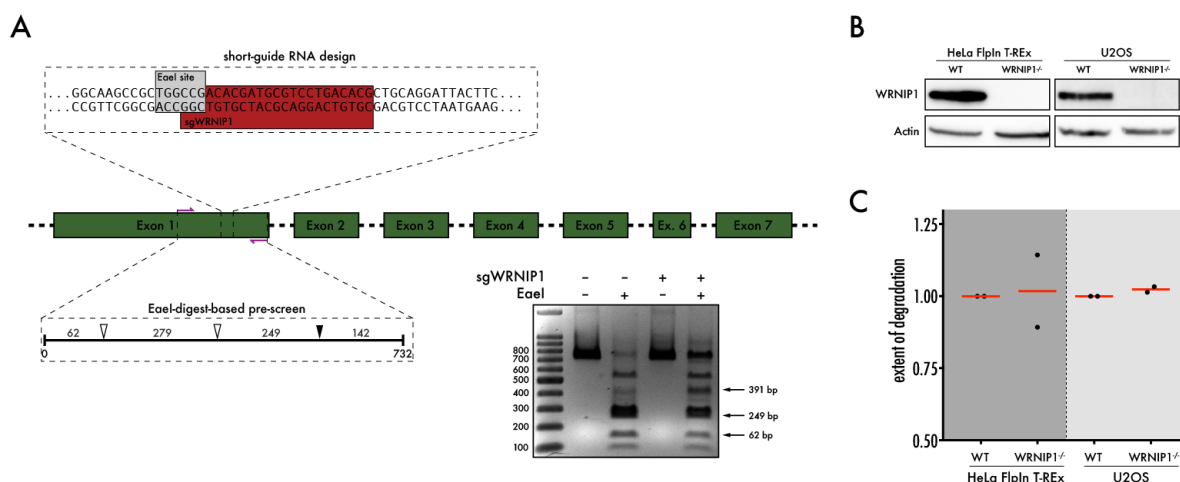 A
short-guide RNA design
EaeI site
...GGCAAGCCGCTGGCCGACACGATGCGTCCTGACACGCTGCAGGATTACTTC...
...CCGTTCGGCGACCGGCTGTGCTACGCAGGACTGTGCGACGTCCTAATGAAG...
sgWRNIP1
Exon 1
Exon 2
Exon 3
Exon 4
Exon 5
Ex. 6
Exon 7
EaeI-digest-based pre-screen
62 279 249 142
0 732
sgWRNIP1 – – + +
EaeI – + – +
800
700
600
500
400
300
200
100
391 bp
249 bp
62 bp
B
HeLa FlpIn T-REx U2OS
WT WRNIP1-/- WT WRNIP1-/-
WRNIP1
Actin
C
extent of degradation
1.25
1.00
0.75
0.50
WT WRNIP1-/- WT WRNIP1-/-
HeLa FlpIn T-REx U2OS